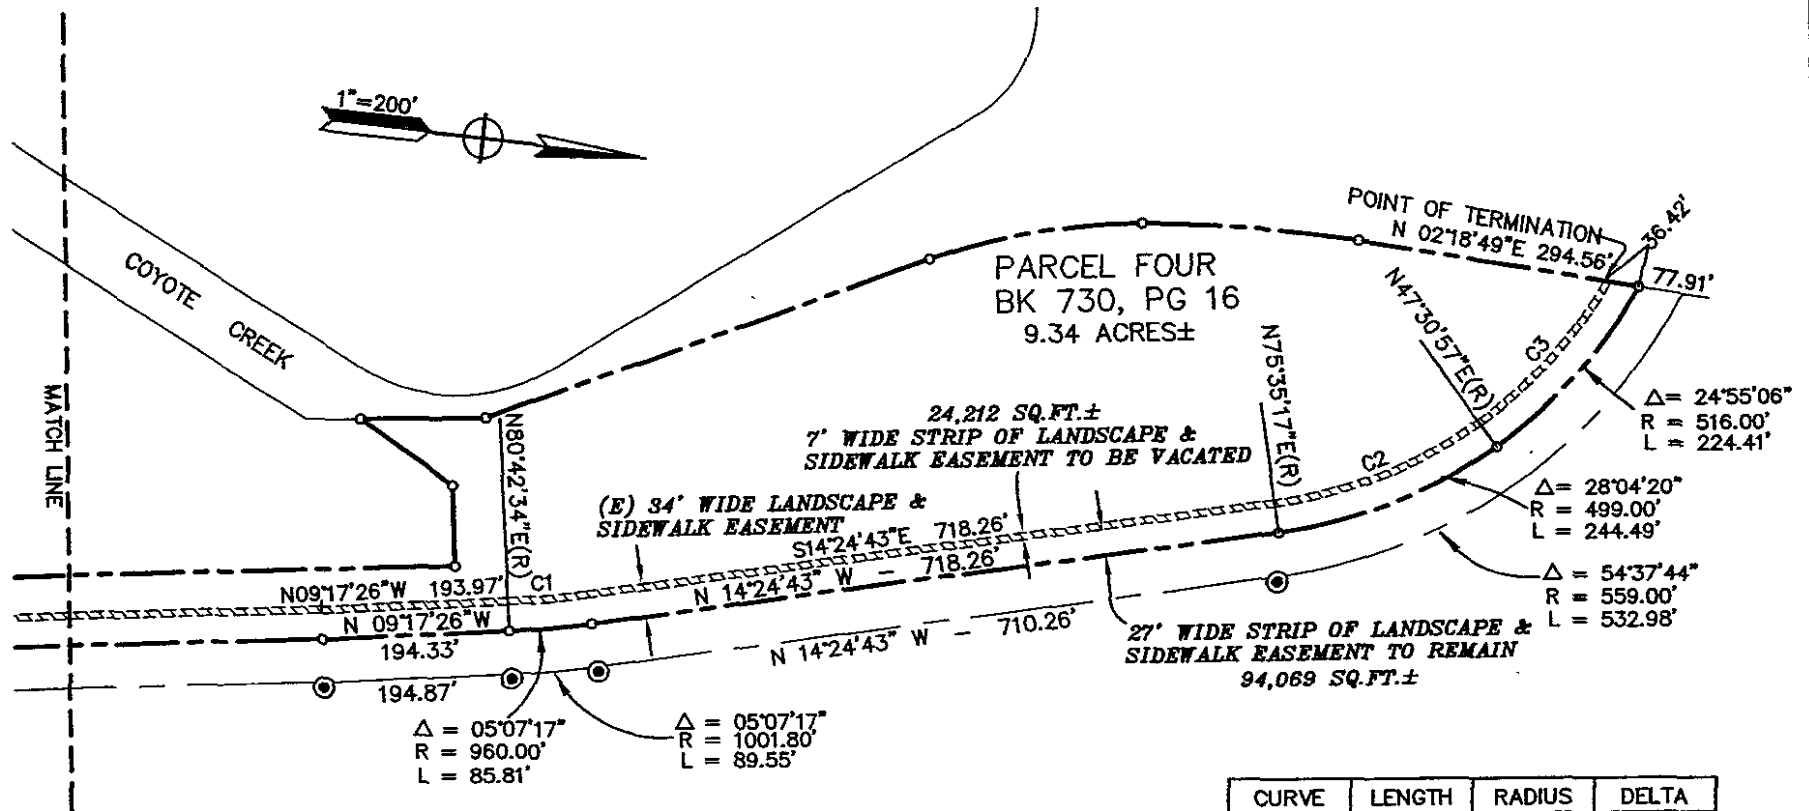 1"=200'
COYOTE CREEK
MATCH LINE
PARCEL FOUR
BK 730, PG 16
9.34 ACRES±
POINT OF TERMINATION
N 02°18'49"E 294.56'
36.42'
77.91'
N47°30'57"E(R)
N75°35'17"E(R)
N80°42'34"E(R)
C3
C2
C1
24,212 SQ.FT.±
7' WIDE STRIP OF LANDSCAPE &
SIDEWALK EASEMENT TO BE VACATED
(E) 34' WIDE LANDSCAPE &
SIDEWALK EASEMENT
S14°24'43"E 718.26'
N 14°24'43" W - 718.26'
N 14°24'43" W - 710.26'
N09°17'26"W 193.97'
N 09°17'26"W
194.33'
194.87'
Δ = 05°07'17"
R = 960.00'
L = 85.81'
Δ = 05°07'17"
R = 1001.80'
L = 89.55'
27' WIDE STRIP OF LANDSCAPE &
SIDEWALK EASEMENT TO REMAIN
94,069 SQ.FT.±
Δ= 24°55'06"
R = 516.00'
L = 224.41'
Δ= 28°04'20"
R = 499.00'
L = 244.49'
Δ = 54°37'44"
R = 559.00'
L = 532.98'
CURVE LENGTH RADIUS DELTA